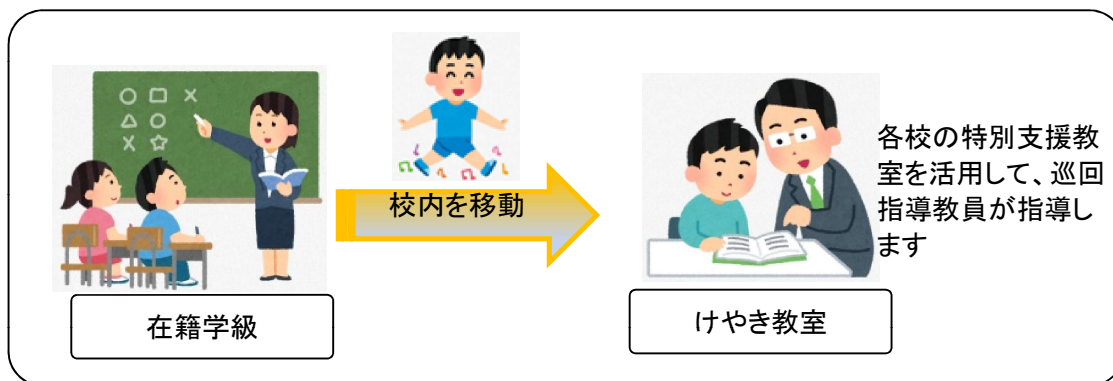 校内を移動
各校の特別支援教
室を活用して、巡回
指導教員が指導し
ます
在籍学級
けやき教室